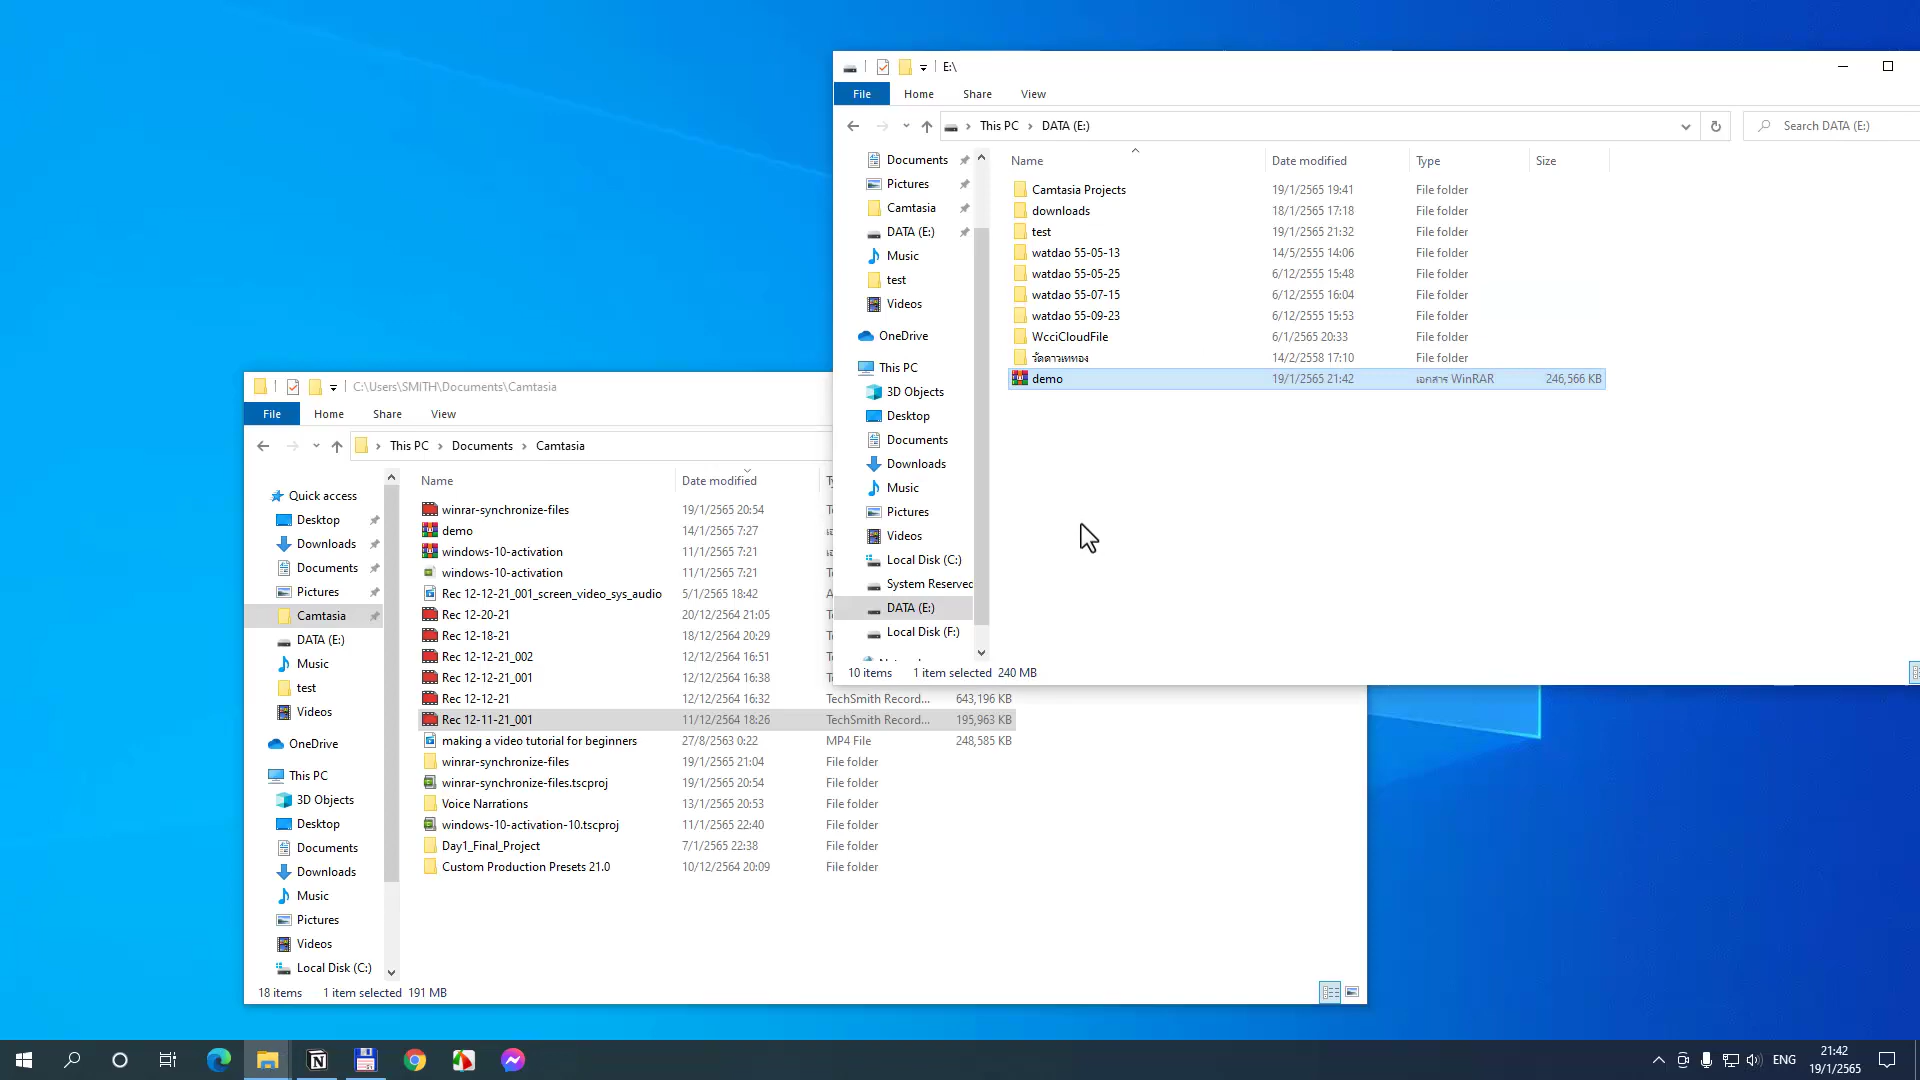 E:\
File Home Share View
This PC > DATA (E:)
Search DATA (E:)
Documents
Pictures
Camtasia
DATA (E:)
Music
test
Videos
OneDrive
This PC
3D Objects
Desktop
Documents
Downloads
Music
Pictures
Videos
Local Disk (C:)
System Reserved
DATA (E:)
Local Disk (F:)
Name Date modified Type Size
Camtasia Projects 19/1/2565 19:41 File folder
downloads 18/1/2565 17:18 File folder
test 19/1/2565 21:32 File folder
watdao 55-05-13 14/5/2555 14:06 File folder
watdao 55-05-25 6/12/2555 15:48 File folder
watdao 55-07-15 6/12/2555 16:04 File folder
watdao 55-09-23 6/12/2555 15:53 File folder
WcciCloudFile 6/1/2565 20:33 File folder
วัดดาวเททอง 14/2/2558 17:10 File folder
demo 19/1/2565 21:42 เอกสาร WinRAR 246,566 KB
10 items 1 item selected 240 MB
C:\Users\SMITH\Documents\Camtasia
File Home Share View
This PC > Documents > Camtasia
Quick access
Desktop
Downloads
Documents
Pictures
Camtasia
DATA (E:)
Music
test
Videos
OneDrive
This PC
3D Objects
Desktop
Documents
Downloads
Music
Pictures
Videos
Local Disk (C:)
Name Date modified
winrar-synchronize-files 19/1/2565 20:54
demo 14/1/2565 7:27
windows-10-activation 11/1/2565 7:21
windows-10-activation 11/1/2565 7:21
Rec 12-12-21_001_screen_video_sys_audio 5/1/2565 18:42
Rec 12-20-21 20/12/2564 21:05
Rec 12-18-21 18/12/2564 20:29
Rec 12-12-21_002 12/12/2564 16:51
Rec 12-12-21_001 12/12/2564 16:38
Rec 12-12-21 12/12/2564 16:32 TechSmith Record... 643,196 KB
Rec 12-11-21_001 11/12/2564 18:26 TechSmith Record... 195,963 KB
making a video tutorial for beginners 27/8/2563 0:22 MP4 File 248,585 KB
winrar-synchronize-files 19/1/2565 21:04 File folder
winrar-synchronize-files.tscproj 19/1/2565 20:54 File folder
Voice Narrations 13/1/2565 20:53 File folder
windows-10-activation-10.tscproj 11/1/2565 22:40 File folder
Day1_Final_Project 7/1/2565 22:38 File folder
Custom Production Presets 21.0 10/12/2564 20:09 File folder
18 items 1 item selected 191 MB
ENG
21:42
19/1/2565